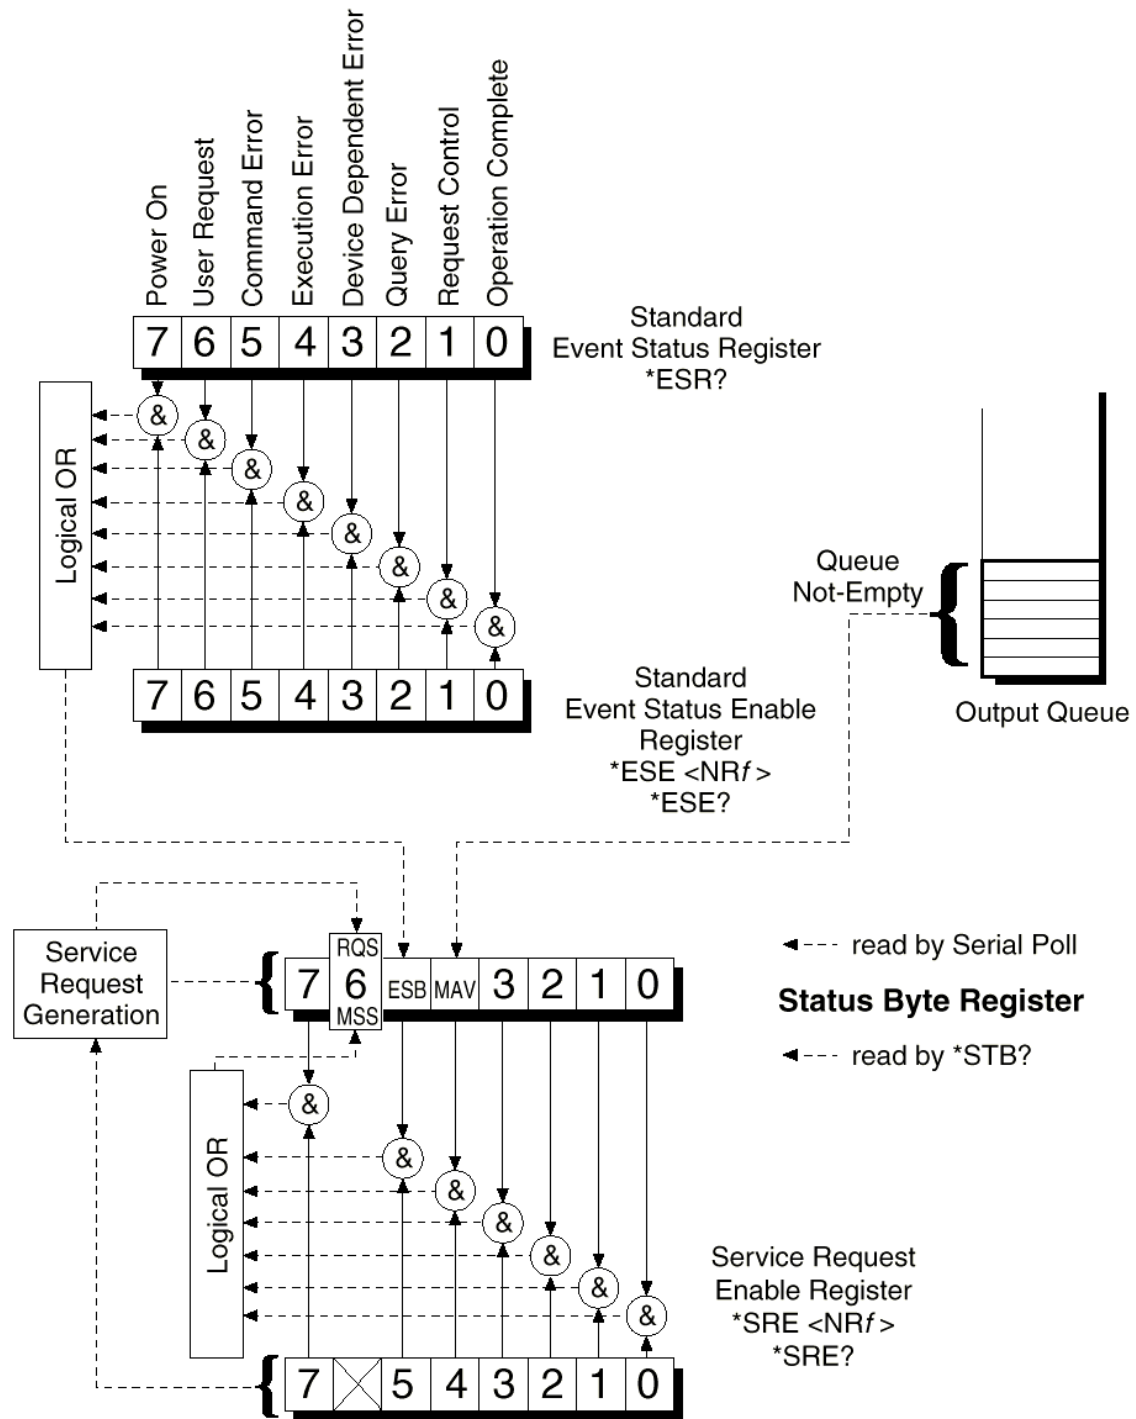 Power On
User Request
Command Error
Execution Error
Device Dependent Error
Query Error
Request Control
Operation Complete
7 6 5 4 3 2 1 0
Standard
Event Status Register
*ESR?
Logical OR
&
&
&
&
&
&
&
&
Queue
Not-Empty
Output Queue
7 6 5 4 3 2 1 0
Standard
Event Status Enable
Register
*ESE <NRf>
*ESE?
Service
Request
Generation
RQS
7 6 ESB MAV 3 2 1 0
MSS
read by Serial Poll
Status Byte Register
read by *STB?
Logical OR
&
&
&
&
&
&
&
Service Request
Enable Register
*SRE <NRf>
*SRE?
7 5 4 3 2 1 0